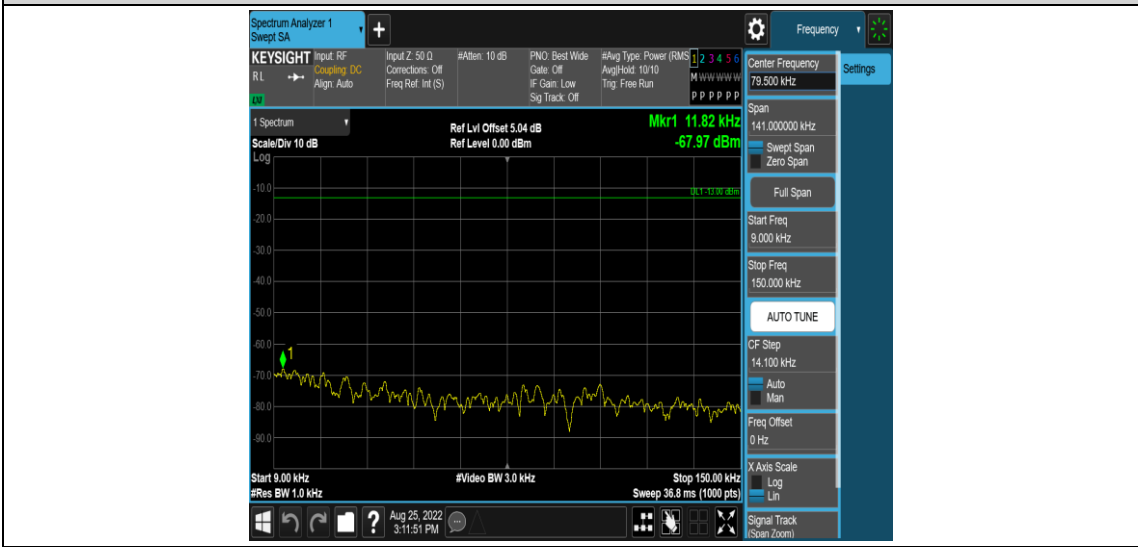 Spectrum Analyzer 1
Swept SA
Frequency
KEYSIGHT
RL
LXI
Input: RF
Coupling: DC
Align: Auto
Input Z: 50 Ω
Corrections: Off
Freq Ref: Int (S)
#Atten: 10 dB
PNO: Best Wide
Gate: Off
IF Gain: Low
Sig Track: Off
#Avg Type: Power (RMS
Avg|Hold: 10/10
Trig: Free Run
1 2 3 4 5 6
M W W W W W
P P P P P P
1 Spectrum
Scale/Div 10 dB
Log
Ref Lvl Offset 5.04 dB
Ref Level 0.00 dBm
Mkr1 11.82 kHz
-67.97 dBm
-10.0
DL1 -13.00 dBm
-20.0
-30.0
-40.0
-50.0
-60.0
1
-70.0
-80.0
-90.0
Start 9.00 kHz
#Res BW 1.0 kHz
#Video BW 3.0 kHz
Stop 150.00 kHz
Sweep 36.8 ms (1000 pts)
Center Frequency
79.500 kHz
Settings
Span
141.000000 kHz
Swept Span
Zero Span
Full Span
Start Freq
9.000 kHz
Stop Freq
150.000 kHz
AUTO TUNE
CF Step
14.100 kHz
Auto
Man
Freq Offset
0 Hz
X Axis Scale
Log
Lin
Signal Track
(Span Zoom)
?
Aug 25, 2022
3:11:51 PM